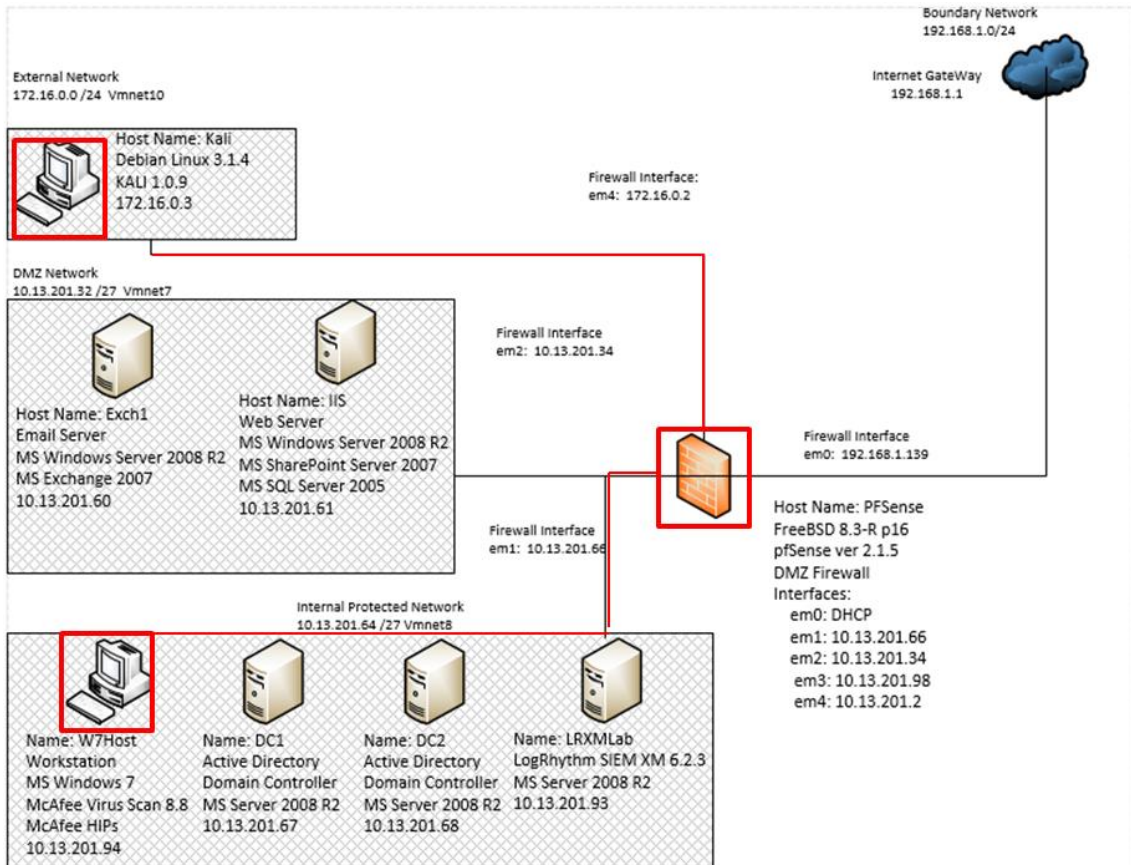 Boundary Network
192.168.1.0/24
Internet GateWay
192.168.1.1
External Network
172.16.0.0 /24 Vmnet10
Host Name: Kali
Debian Linux 3.1.4
KALI 1.0.9
172.16.0.3
Firewall Interface:
em4: 172.16.0.2
DMZ Network
10.13.201.32 /27 Vmnet7
Host Name: Exch1
Email Server
MS Windows Server 2008 R2
MS Exchange 2007
10.13.201.60
Host Name: IIS
Web Server
MS Windows Server 2008 R2
MS SharePoint Server 2007
MS SQL Server 2005
10.13.201.61
Firewall Interface
em2: 10.13.201.34
Firewall Interface
em0: 192.168.1.139
Firewall Interface
em1: 10.13.201.66
Host Name: PFSense
FreeBSD 8.3-R p16
pfSense ver 2.1.5
DMZ Firewall
Interfaces:
em0: DHCP
em1: 10.13.201.66
em2: 10.13.201.34
em3: 10.13.201.98
em4: 10.13.201.2
Internal Protected Network
10.13.201.64 /27 Vmnet8
Name: W7Host
Workstation
MS Windows 7
McAfee Virus Scan 8.8
McAfee HIPs
10.13.201.94
Name: DC1
Active Directory
Domain Controller
MS Server 2008 R2
10.13.201.67
Name: DC2
Active Directory
Domain Controller
MS Server 2008 R2
10.13.201.68
Name: LRXMLab
LogRhythm SIEM XM 6.2.3
MS Server 2008 R2
10.13.201.93